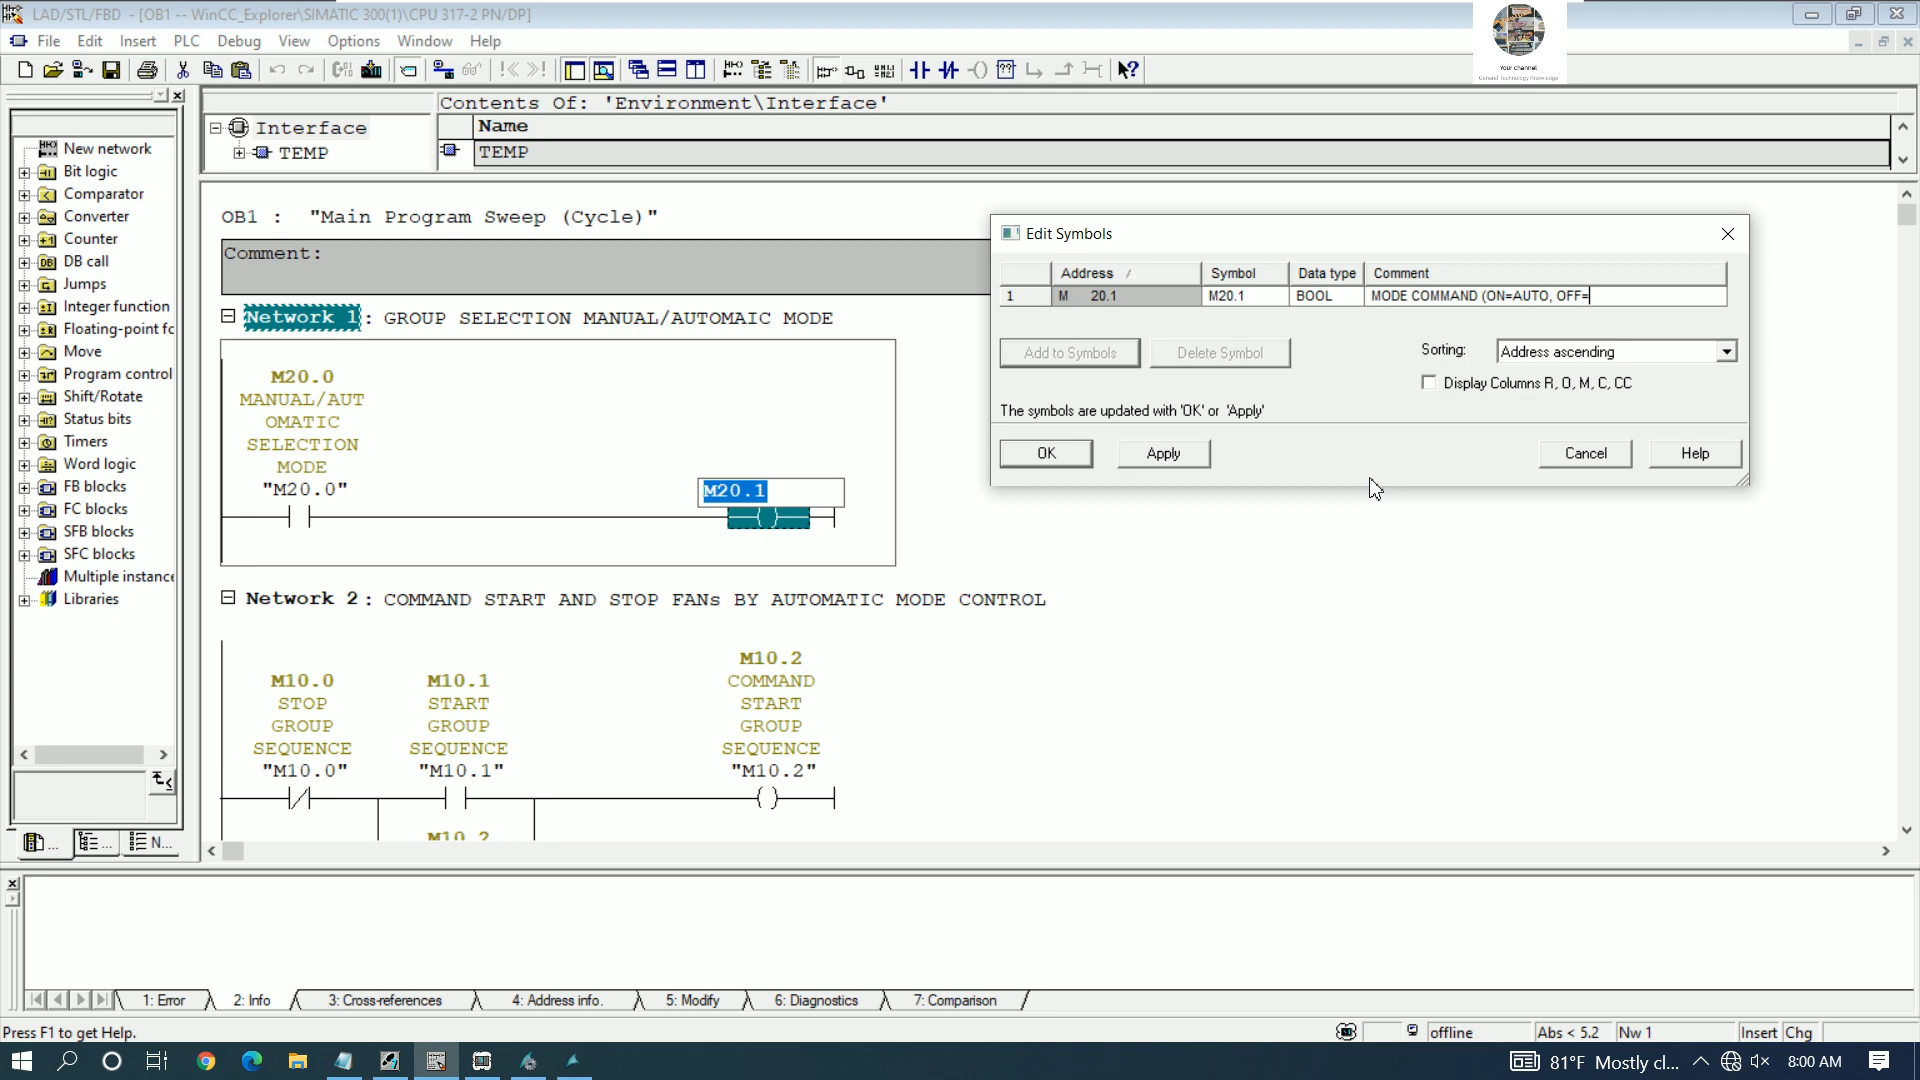 LAD/STL/FBD - [OB1 -- WinCC_Explorer\SIMATIC 300(1)\CPU 317-2 PN/DP]
File Edit Insert PLC Debug View Options Window Help
Your channel
General Technology Knowledge
Contents Of: 'Environment\Interface'
Interface
TEMP
Name
TEMP
New network
Bit logic
Comparator
Converter
Counter
DB call
Jumps
Integer function
Floating-point fc
Move
Program control
Shift/Rotate
Status bits
Timers
Word logic
FB blocks
FC blocks
SFB blocks
SFC blocks
Multiple instance
Libraries
N...
OB1 : "Main Program Sweep (Cycle)"
Comment:
Network 1: GROUP SELECTION MANUAL/AUTOMAIC MODE
M20.0
MANUAL/AUT
OMATIC
SELECTION
MODE
"M20.0"
M20.1
Network 2: COMMAND START AND STOP FANs BY AUTOMATIC MODE CONTROL
M10.0
STOP
GROUP
SEQUENCE
"M10.0"
M10.1
START
GROUP
SEQUENCE
"M10.1"
M10.2
COMMAND
START
GROUP
SEQUENCE
"M10.2"
M10.2
Edit Symbols
Address / Symbol Data type Comment
1 M 20.1 M20.1 BOOL MODE COMMAND (ON=AUTO, OFF=
Add to Symbols Delete Symbol Sorting: Address ascending
Display Columns R, O, M, C, CC
The symbols are updated with 'OK' or 'Apply'
OK Apply Cancel Help
1: Error 2: Info 3: Cross-references 4: Address info. 5: Modify 6: Diagnostics 7: Comparison
Press F1 to get Help. offline Abs < 5.2 Nw 1 Insert Chg
81°F Mostly cl... 8:00 AM